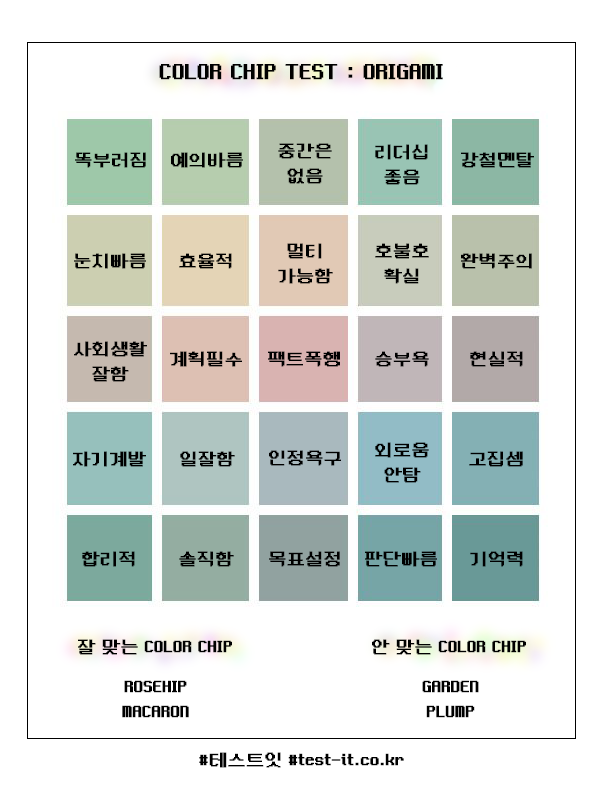 COLOR CHIP TEST : ORIGAMI
똑부러짐 예의바름 중간은 없음 리더십 좋음 강철멘탈
눈치빠름 효율적 멀티 가능함 호불호 확실 완벽주의
사회생활 잘함 계획필수 팩트폭행 승부욕 현실적
자기계발 일잘함 인정욕구 외로움 안탐 고집셈
합리적 솔직함 목표설정 판단빠름 기억력
잘 맞는 COLOR CHIP
ROSEHIP
MACARON
안 맞는 COLOR CHIP
GARDEN
PLUMP
#테스트잇 #test-it.co.kr